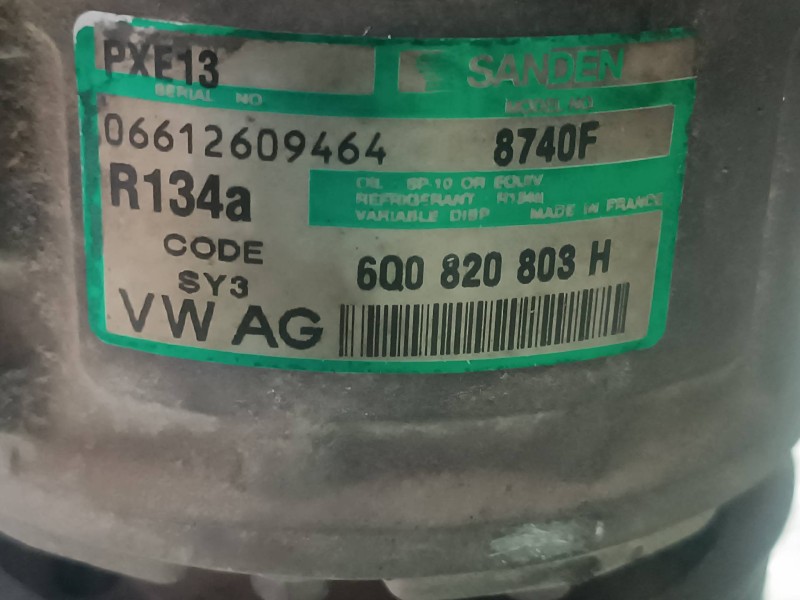 PXE13 SANDEN
SERIAL NO MODEL NO
06612609464 8740F
R134a
OIL SP-10 OR EQUIV
REFRIGERANT R134a
VARIABLE DISP MADE IN FRANCE
CODE
SY3
6Q0 820 803 H
VW AG